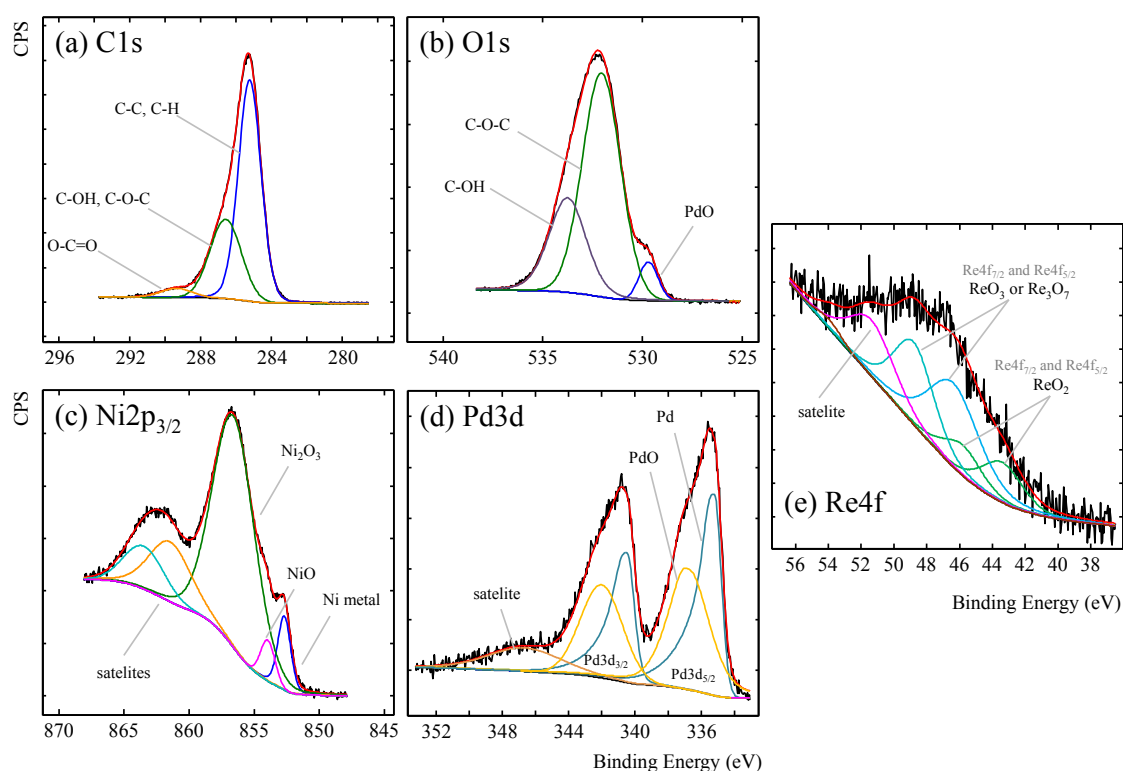 CPS
(a) C1s
C-C, C-H
C-OH, C-O-C
O-C=O
296 292 288 284 280
(b) O1s
C-O-C
C-OH
PdO
540 535 530 525
CPS
(c) Ni2p3/2
Ni2O3
NiO
Ni metal
satelites
870 865 860 855 850 845
(d) Pd3d
Pd
PdO
satelite
Pd3d3/2
Pd3d5/2
352 348 344 340 336
Binding Energy (eV)
Re4f7/2 and Re4f5/2
ReO3 or Re3O7
Re4f7/2 and Re4f5/2
ReO2
satelite
(e) Re4f
56 54 52 50 48 46 44 42 40 38
Binding Energy (eV)